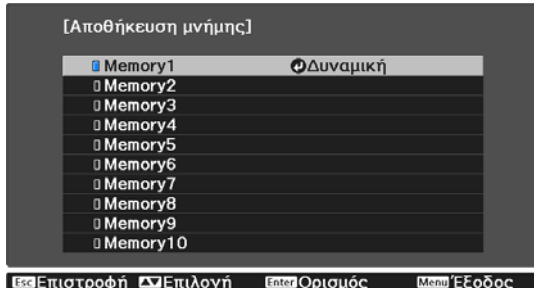 [Αποθήκευση μνήμης]
Memory1 Δυναμική
Memory2
Memory3
Memory4
Memory5
Memory6
Memory7
Memory8
Memory9
Memory10
Esc Επιστροφή Επιλογή Enter Ορισμός Menu Έξοδος